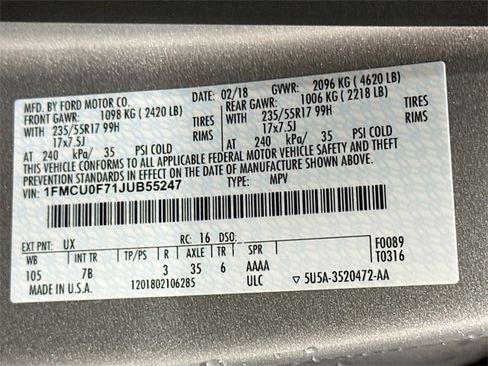 MFD. BY FORD MOTOR CO. DATE: 02/18 GVWR: 2096 KG ( 4620 LB)
FRONT GAWR: 1098 KG ( 2420 LB) REAR GAWR: 1006 KG ( 2218 LB)
WITH 235/55R17 99H TIRES WITH 235/55R17 99H TIRES
17x7.5J RIMS 17x7.5J RIMS
AT 240 kPa/ 35 PSI COLD AT 240 kPa/ 35 PSI COLD
THIS VEHICLE CONFORMS TO ALL APPLICABLE FEDERAL MOTOR VEHICLE SAFETY AND THEFT
PREVENTION STANDARDS IN EFFECT ON THE DATE OF MANUFACTURE SHOWN ABOVE.
VIN: 1FMCU0F71JUB55247 TYPE: MPV
EXT PNT: UX RC: 16 DSO:
WB INT TR TP/PS R AXLE TR SPR F0089
105 7B 3 35 6 AAAA T0316
MADE IN U.S.A. 1201802106285 ULC ▽ 5U5A-3520472-AA